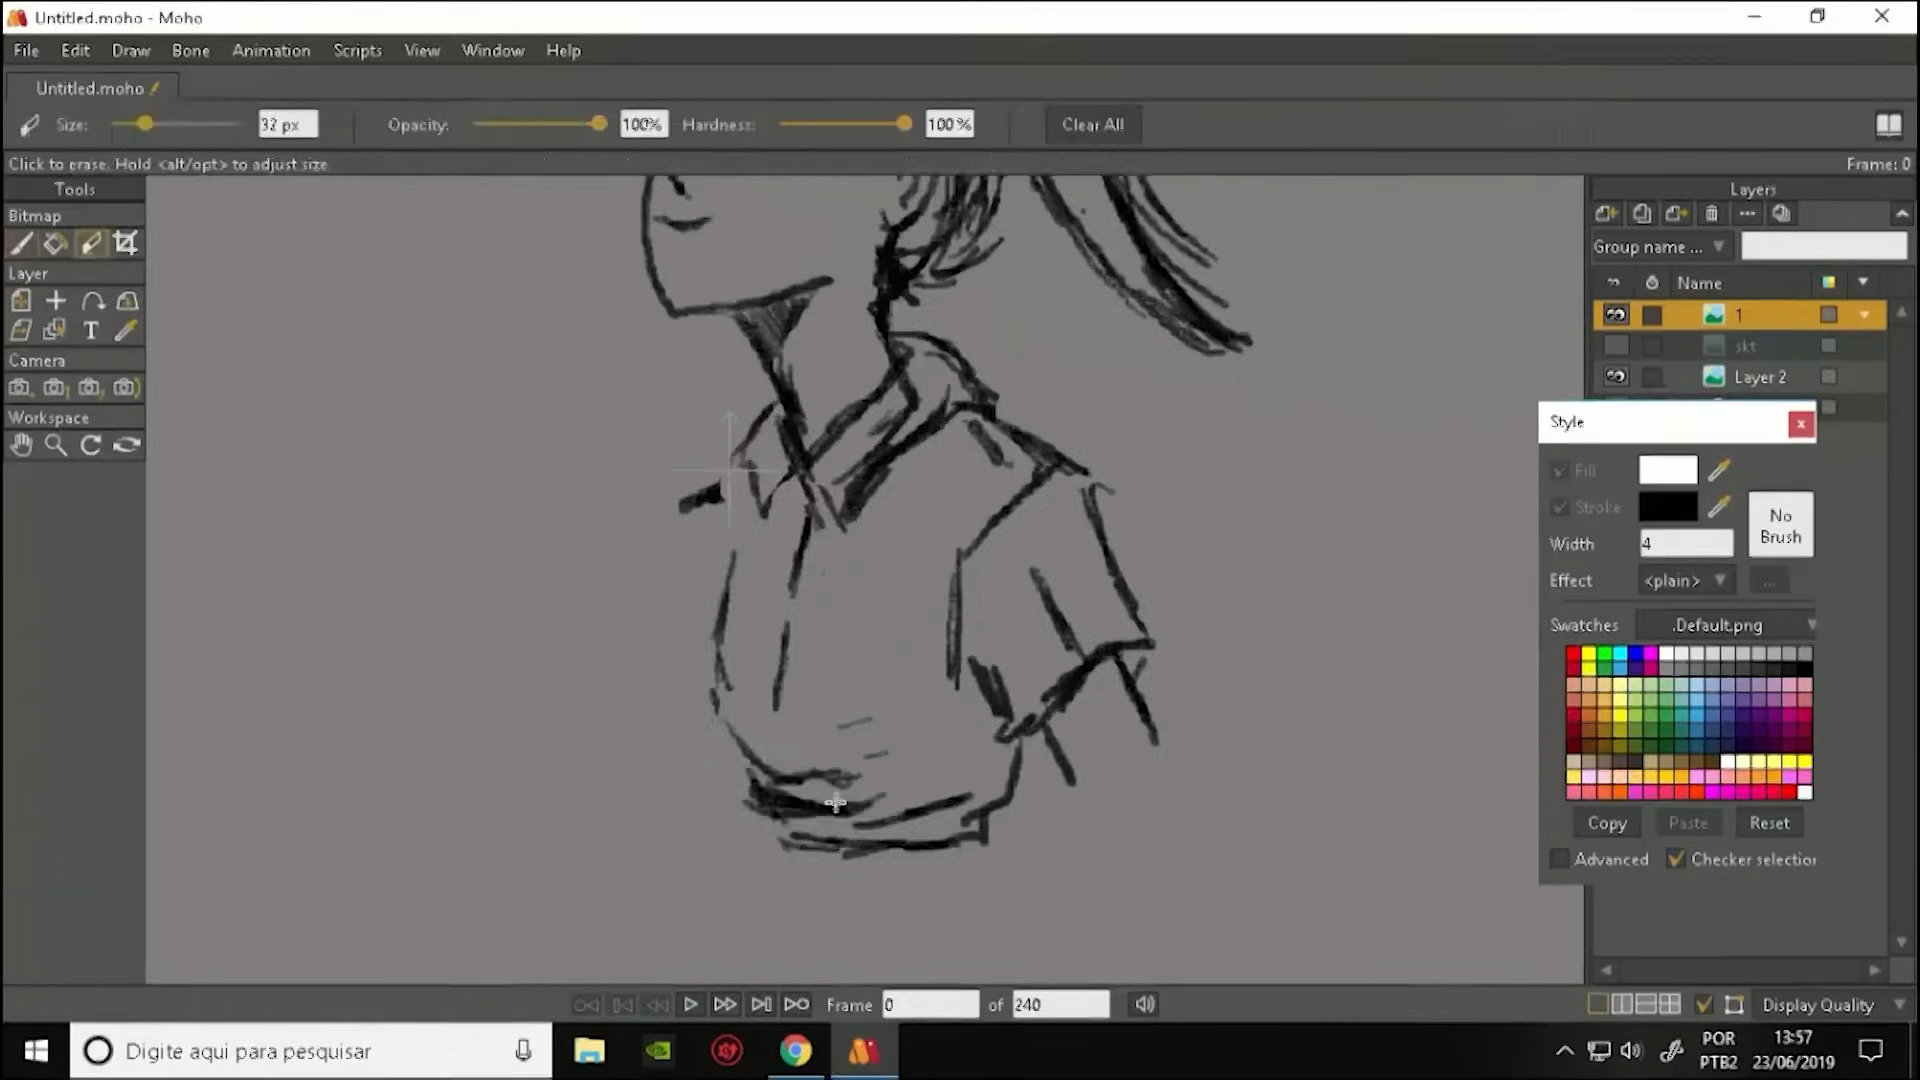 Untitled.moho - Moho
File Edit Draw Bone Animation Scripts View Window Help
Untitled.moho
Size: 32 px Opacity: 100% Hardness: 100 % Clear All
Click to erase. Hold <alt/opt> to adjust size Frame: 0
Tools
Bitmap
Layer
T
Camera
Workspace
Layers
Group name ...
Name
1
skt
Layer 2
Style
Fill
Stroke
No
Brush
Width 4
Effect <plain> ...
Swatches .Default.png
Copy Paste Reset
Advanced Checker selection
Frame 0 of 240 Display Quality
Digite aqui para pesquisar
POR
PTB2
13:57
23/06/2019